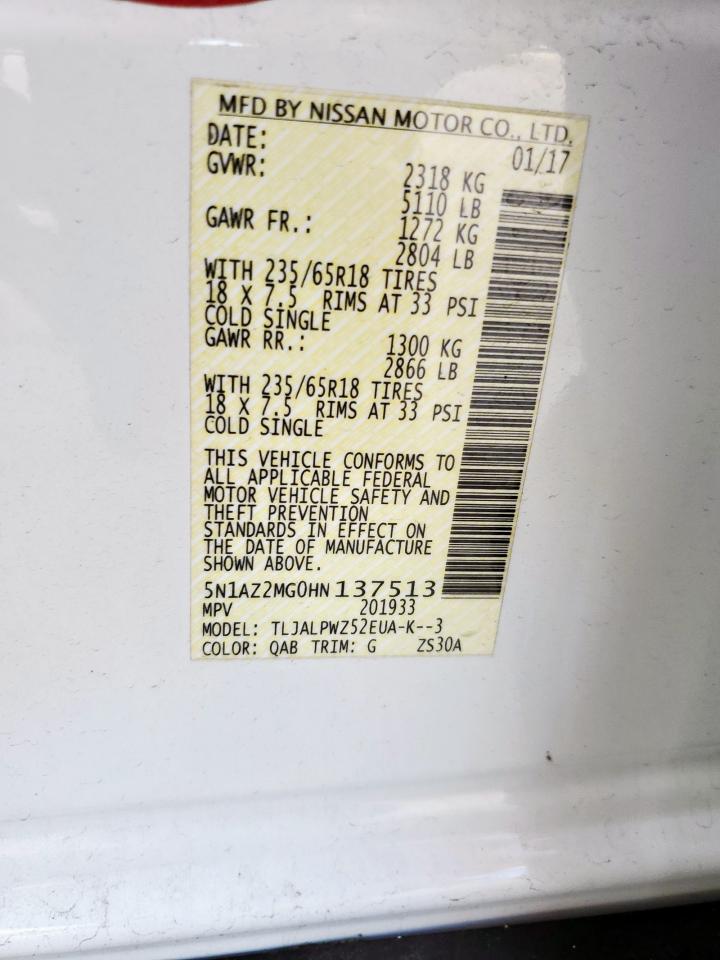 MFD BY NISSAN MOTOR CO., LTD.
DATE: 01/17
GVWR: 2318 KG
5110 LB
GAWR FR.: 1272 KG
2804 LB
WITH 235/65R18 TIRES
18 X 7.5 RIMS AT 33 PSI
COLD SINGLE
GAWR RR.: 1300 KG
2866 LB
WITH 235/65R18 TIRES
18 X 7.5 RIMS AT 33 PSI
COLD SINGLE
THIS VEHICLE CONFORMS TO
ALL APPLICABLE FEDERAL
MOTOR VEHICLE SAFETY AND
THEFT PREVENTION
STANDARDS IN EFFECT ON
THE DATE OF MANUFACTURE
SHOWN ABOVE.
5N1AZ2MG0HN 137513
MPV 201933
MODEL: TLJALPWZ52EUA-K--3
COLOR: QAB TRIM: G ZS30A